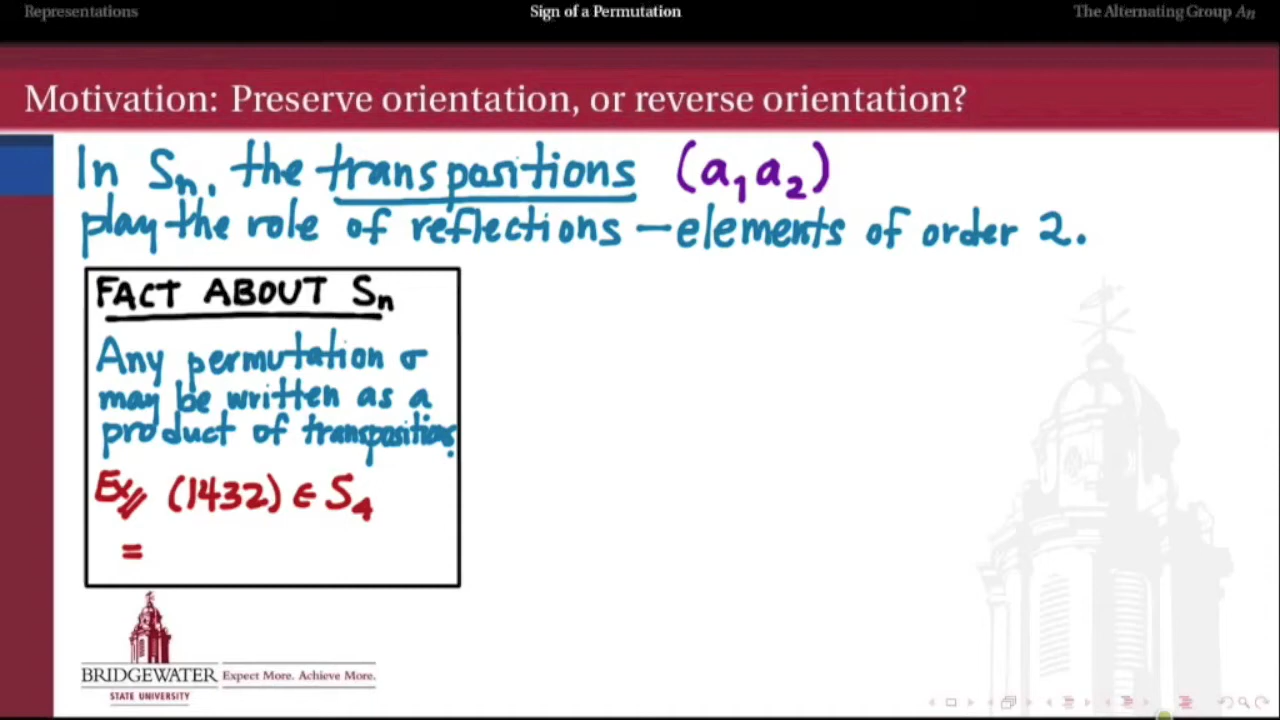 Representations
Sign of a Permutation
The Alternating Group An
Motivation: Preserve orientation, or reverse orientation?
In Sn, the transpositions (a1 a2)
play the role of reflections — elements of order 2.
FACT ABOUT Sn
Any permutation σ
may be written as a
product of transpositions.
Ex// (1432) ∈ S4
=
BRIDGEWATER
STATE UNIVERSITY
Expect More. Achieve More.